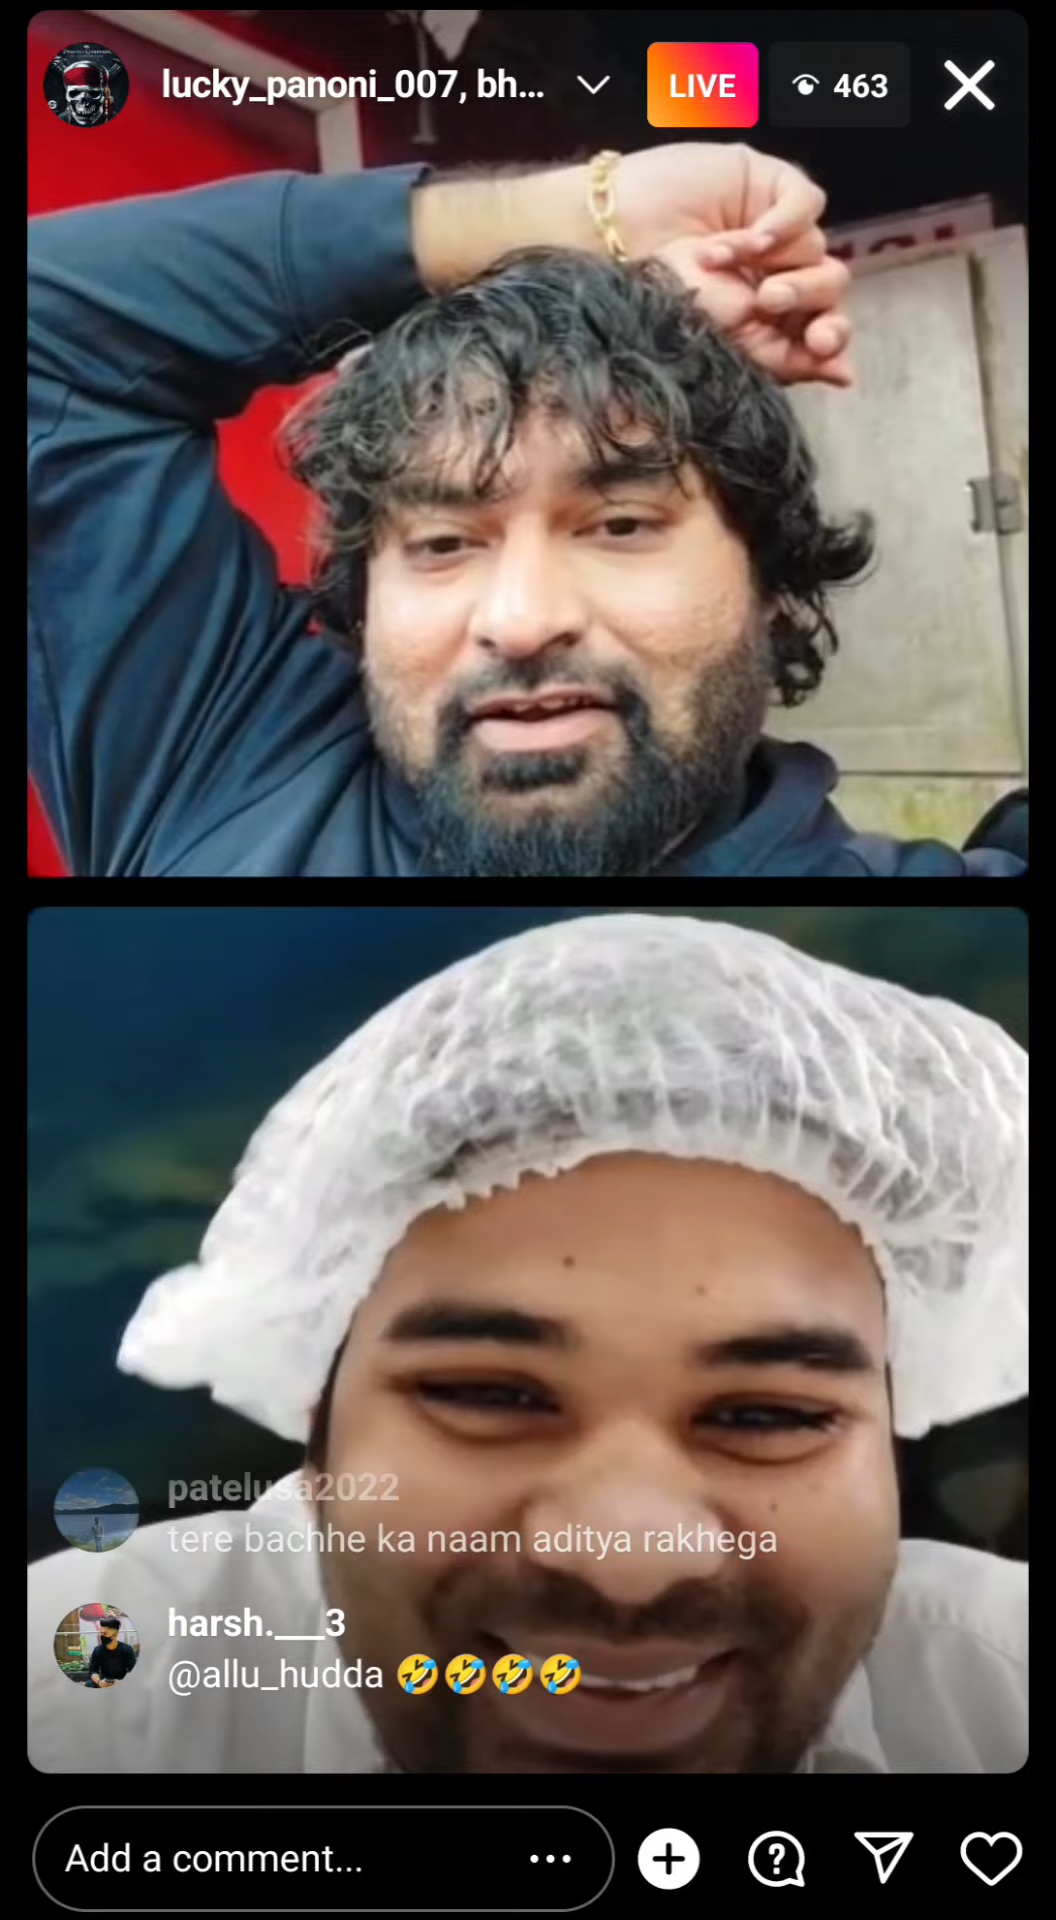 lucky_panoni_007, bh...
LIVE
463
patelusa2022
tere bachhe ka naam aditya rakhega
harsh.___3
@allu_hudda 🤣🤣🤣🤣
Add a comment...